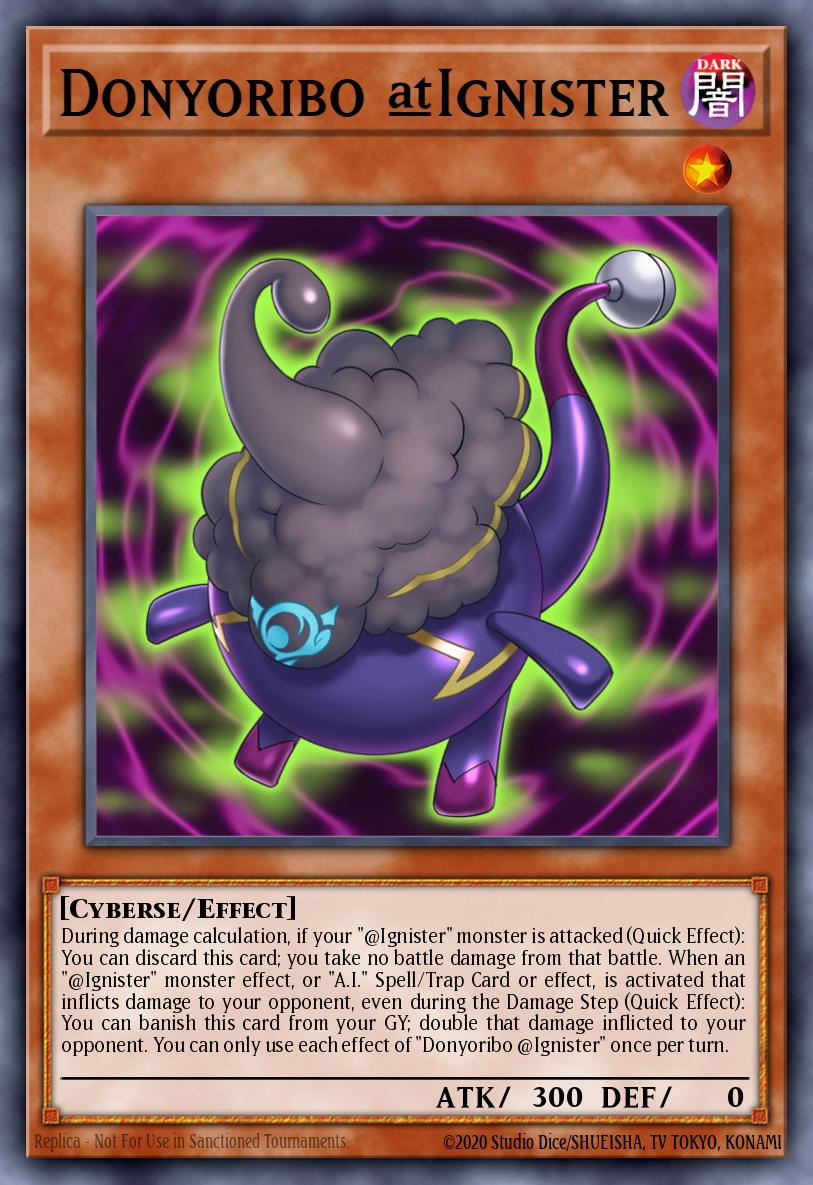 Donyoribo @Ignister
DARK
闇
[Cyberse/Effect]
During damage calculation, if your "@Ignister" monster is attacked (Quick Effect):
You can discard this card; you take no battle damage from that battle. When an
"@Ignister" monster effect, or "A.I." Spell/Trap Card or effect, is activated that
inflicts damage to your opponent, even during the Damage Step (Quick Effect):
You can banish this card from your GY; double that damage inflicted to your
opponent. You can only use each effect of "Donyoribo @Ignister" once per turn.
ATK/ 300 DEF/ 0
Replica - Not For Use in Sanctioned Tournaments.
©2020 Studio Dice/SHUEISHA, TV TOKYO, KONAMI